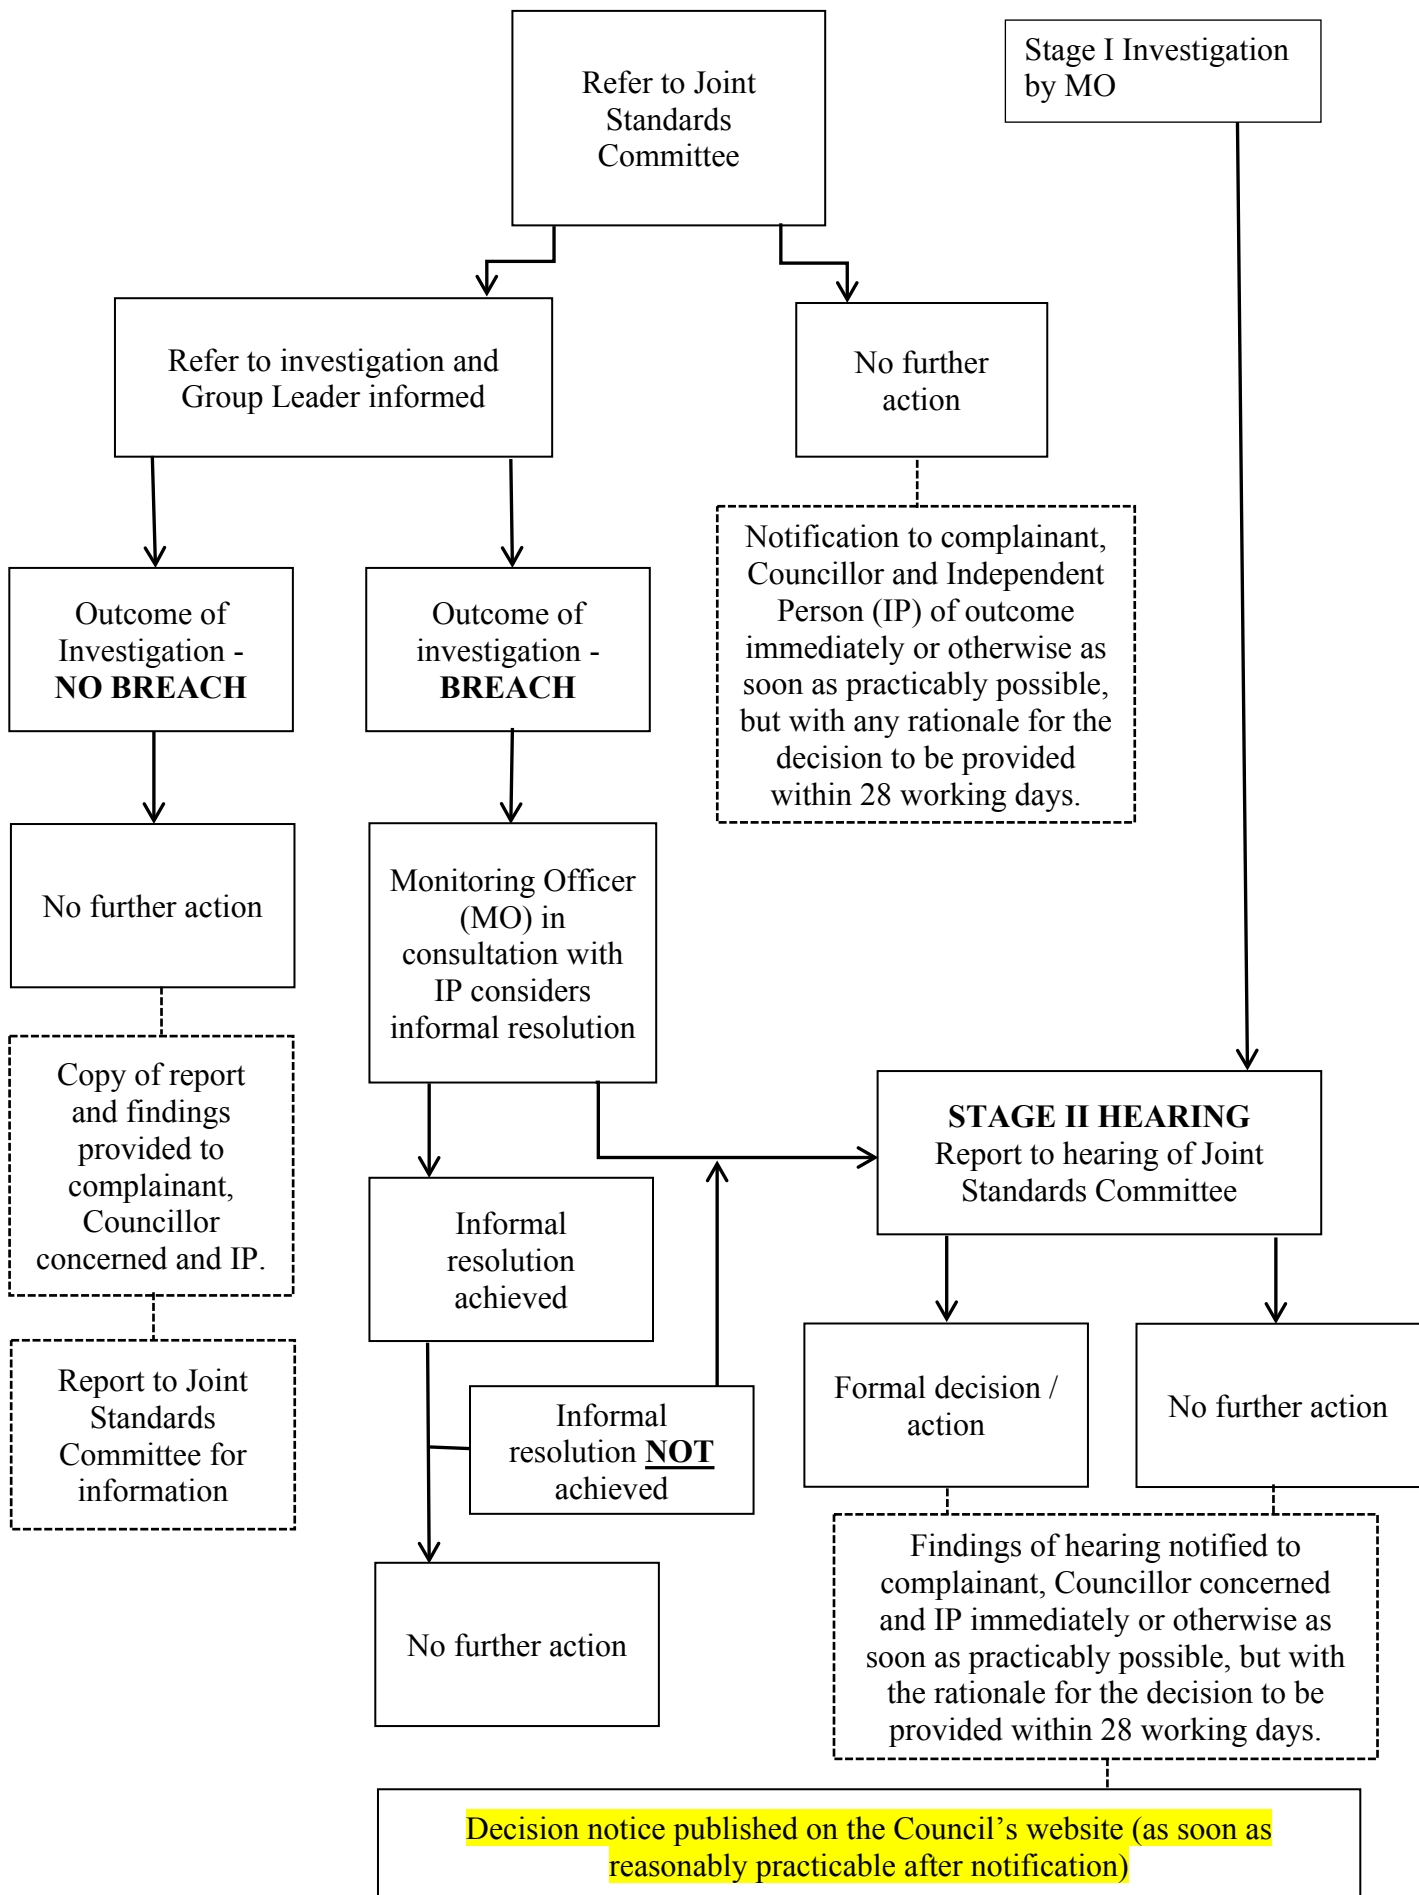 Refer to Joint
Standards
Committee
Stage I Investigation
by MO
Refer to investigation and
Group Leader informed
No further
action
Notification to complainant,
Councillor and Independent
Person (IP) of outcome
immediately or otherwise as
soon as practicably possible,
but with any rationale for the
decision to be provided
within 28 working days.
Outcome of
Investigation -
NO BREACH
Outcome of
investigation -
BREACH
No further action
Monitoring Officer
(MO) in
consultation with
IP considers
informal resolution
Copy of report
and findings
provided to
complainant,
Councillor
concerned and IP.
STAGE II HEARING
Report to hearing of Joint
Standards Committee
Informal
resolution
achieved
Report to Joint
Standards
Committee for
information
Informal
resolution NOT
achieved
Formal decision /
action
No further action
No further action
Findings of hearing notified to
complainant, Councillor concerned
and IP immediately or otherwise as
soon as practicably possible, but with
the rationale for the decision to be
provided within 28 working days.
Decision notice published on the Council’s website (as soon as
reasonably practicable after notification)